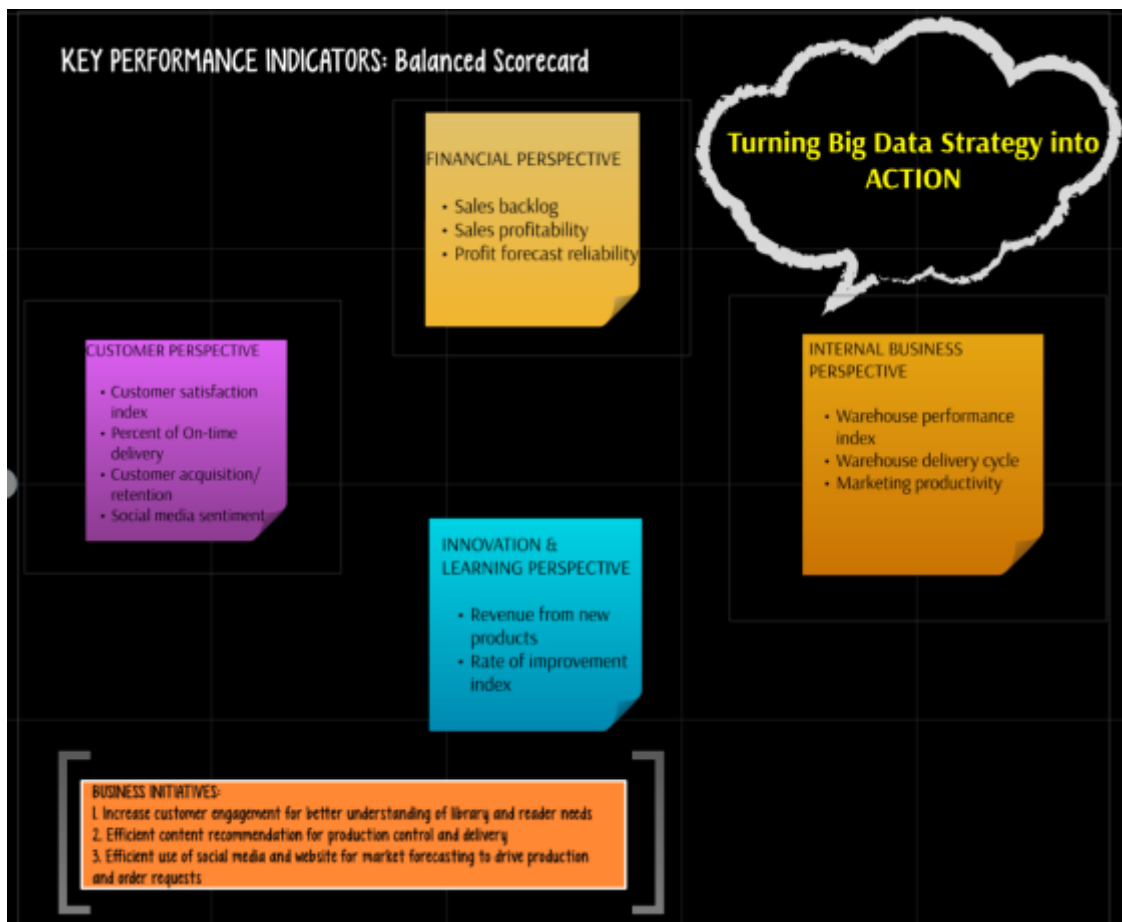 KEY PERFORMANCE INDICATORS: Balanced Scorecard
Turning Big Data Strategy into
ACTION
FINANCIAL PERSPECTIVE
• Sales backlog
• Sales profitability
• Profit forecast reliability
CUSTOMER PERSPECTIVE
• Customer satisfaction
index
• Percent of On-time
delivery
• Customer acquisition/
retention
• Social media sentiment
INTERNAL BUSINESS
PERSPECTIVE
• Warehouse performance
index
• Warehouse delivery cycle
• Marketing productivity
INNOVATION &
LEARNING PERSPECTIVE
• Revenue from new
products
• Rate of improvement
index
BUSINESS INITIATIVES:
1. Increase customer engagement for better understanding of library and reader needs
2. Efficient content recommendation for production control and delivery
3. Efficient use of social media and website for market forecasting to drive production
and order requests